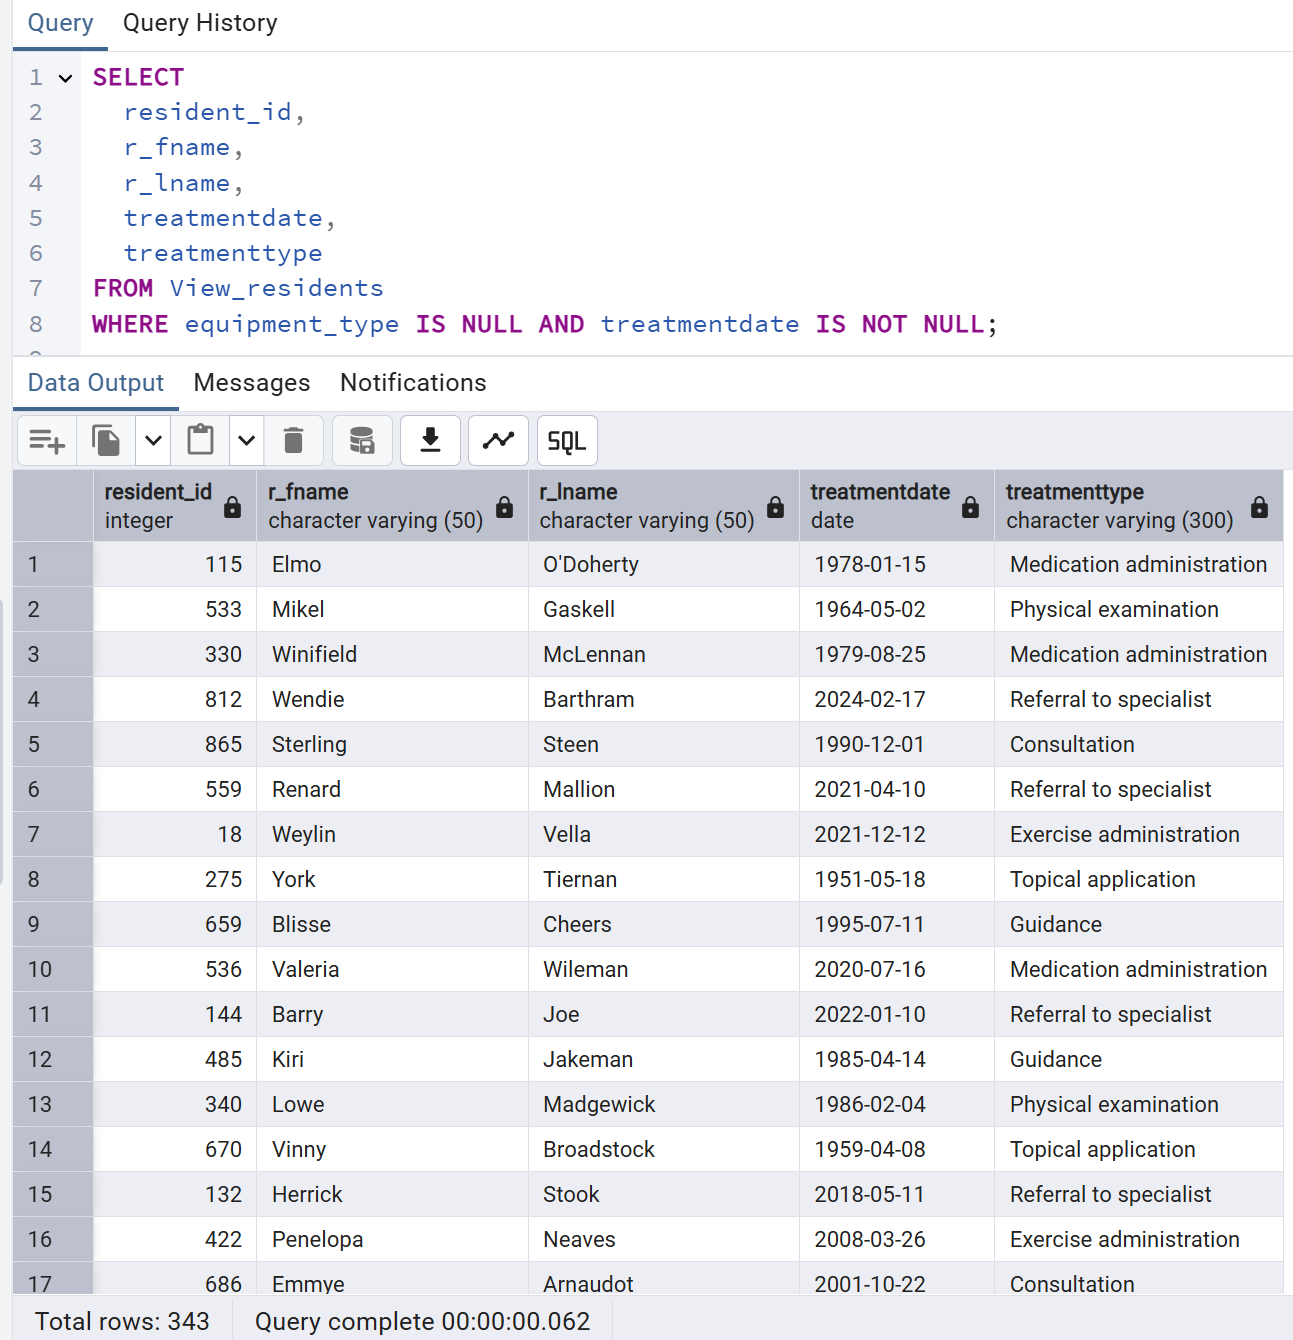 Query Query History
1 SELECT
2 resident_id,
3 r_fname,
4 r_lname,
5 treatmentdate,
6 treatmenttype
7 FROM View_residents
8 WHERE equipment_type IS NULL AND treatmentdate IS NOT NULL;
Data Output Messages Notifications
SQL
resident_id r_fname r_lname treatmentdate treatmenttype
integer character varying (50) character varying (50) date character varying (300)
1 115 Elmo O'Doherty 1978-01-15 Medication administration
2 533 Mikel Gaskell 1964-05-02 Physical examination
3 330 Winifield McLennan 1979-08-25 Medication administration
4 812 Wendie Barthram 2024-02-17 Referral to specialist
5 865 Sterling Steen 1990-12-01 Consultation
6 559 Renard Mallion 2021-04-10 Referral to specialist
7 18 Weylin Vella 2021-12-12 Exercise administration
8 275 York Tiernan 1951-05-18 Topical application
9 659 Blisse Cheers 1995-07-11 Guidance
10 536 Valeria Wileman 2020-07-16 Medication administration
11 144 Barry Joe 2022-01-10 Referral to specialist
12 485 Kiri Jakeman 1985-04-14 Guidance
13 340 Lowe Madgewick 1986-02-04 Physical examination
14 670 Vinny Broadstock 1959-04-08 Topical application
15 132 Herrick Stook 2018-05-11 Referral to specialist
16 422 Penelopa Neaves 2008-03-26 Exercise administration
17 686 Emmye Arnaudot 2001-10-22 Consultation
Total rows: 343 Query complete 00:00:00.062